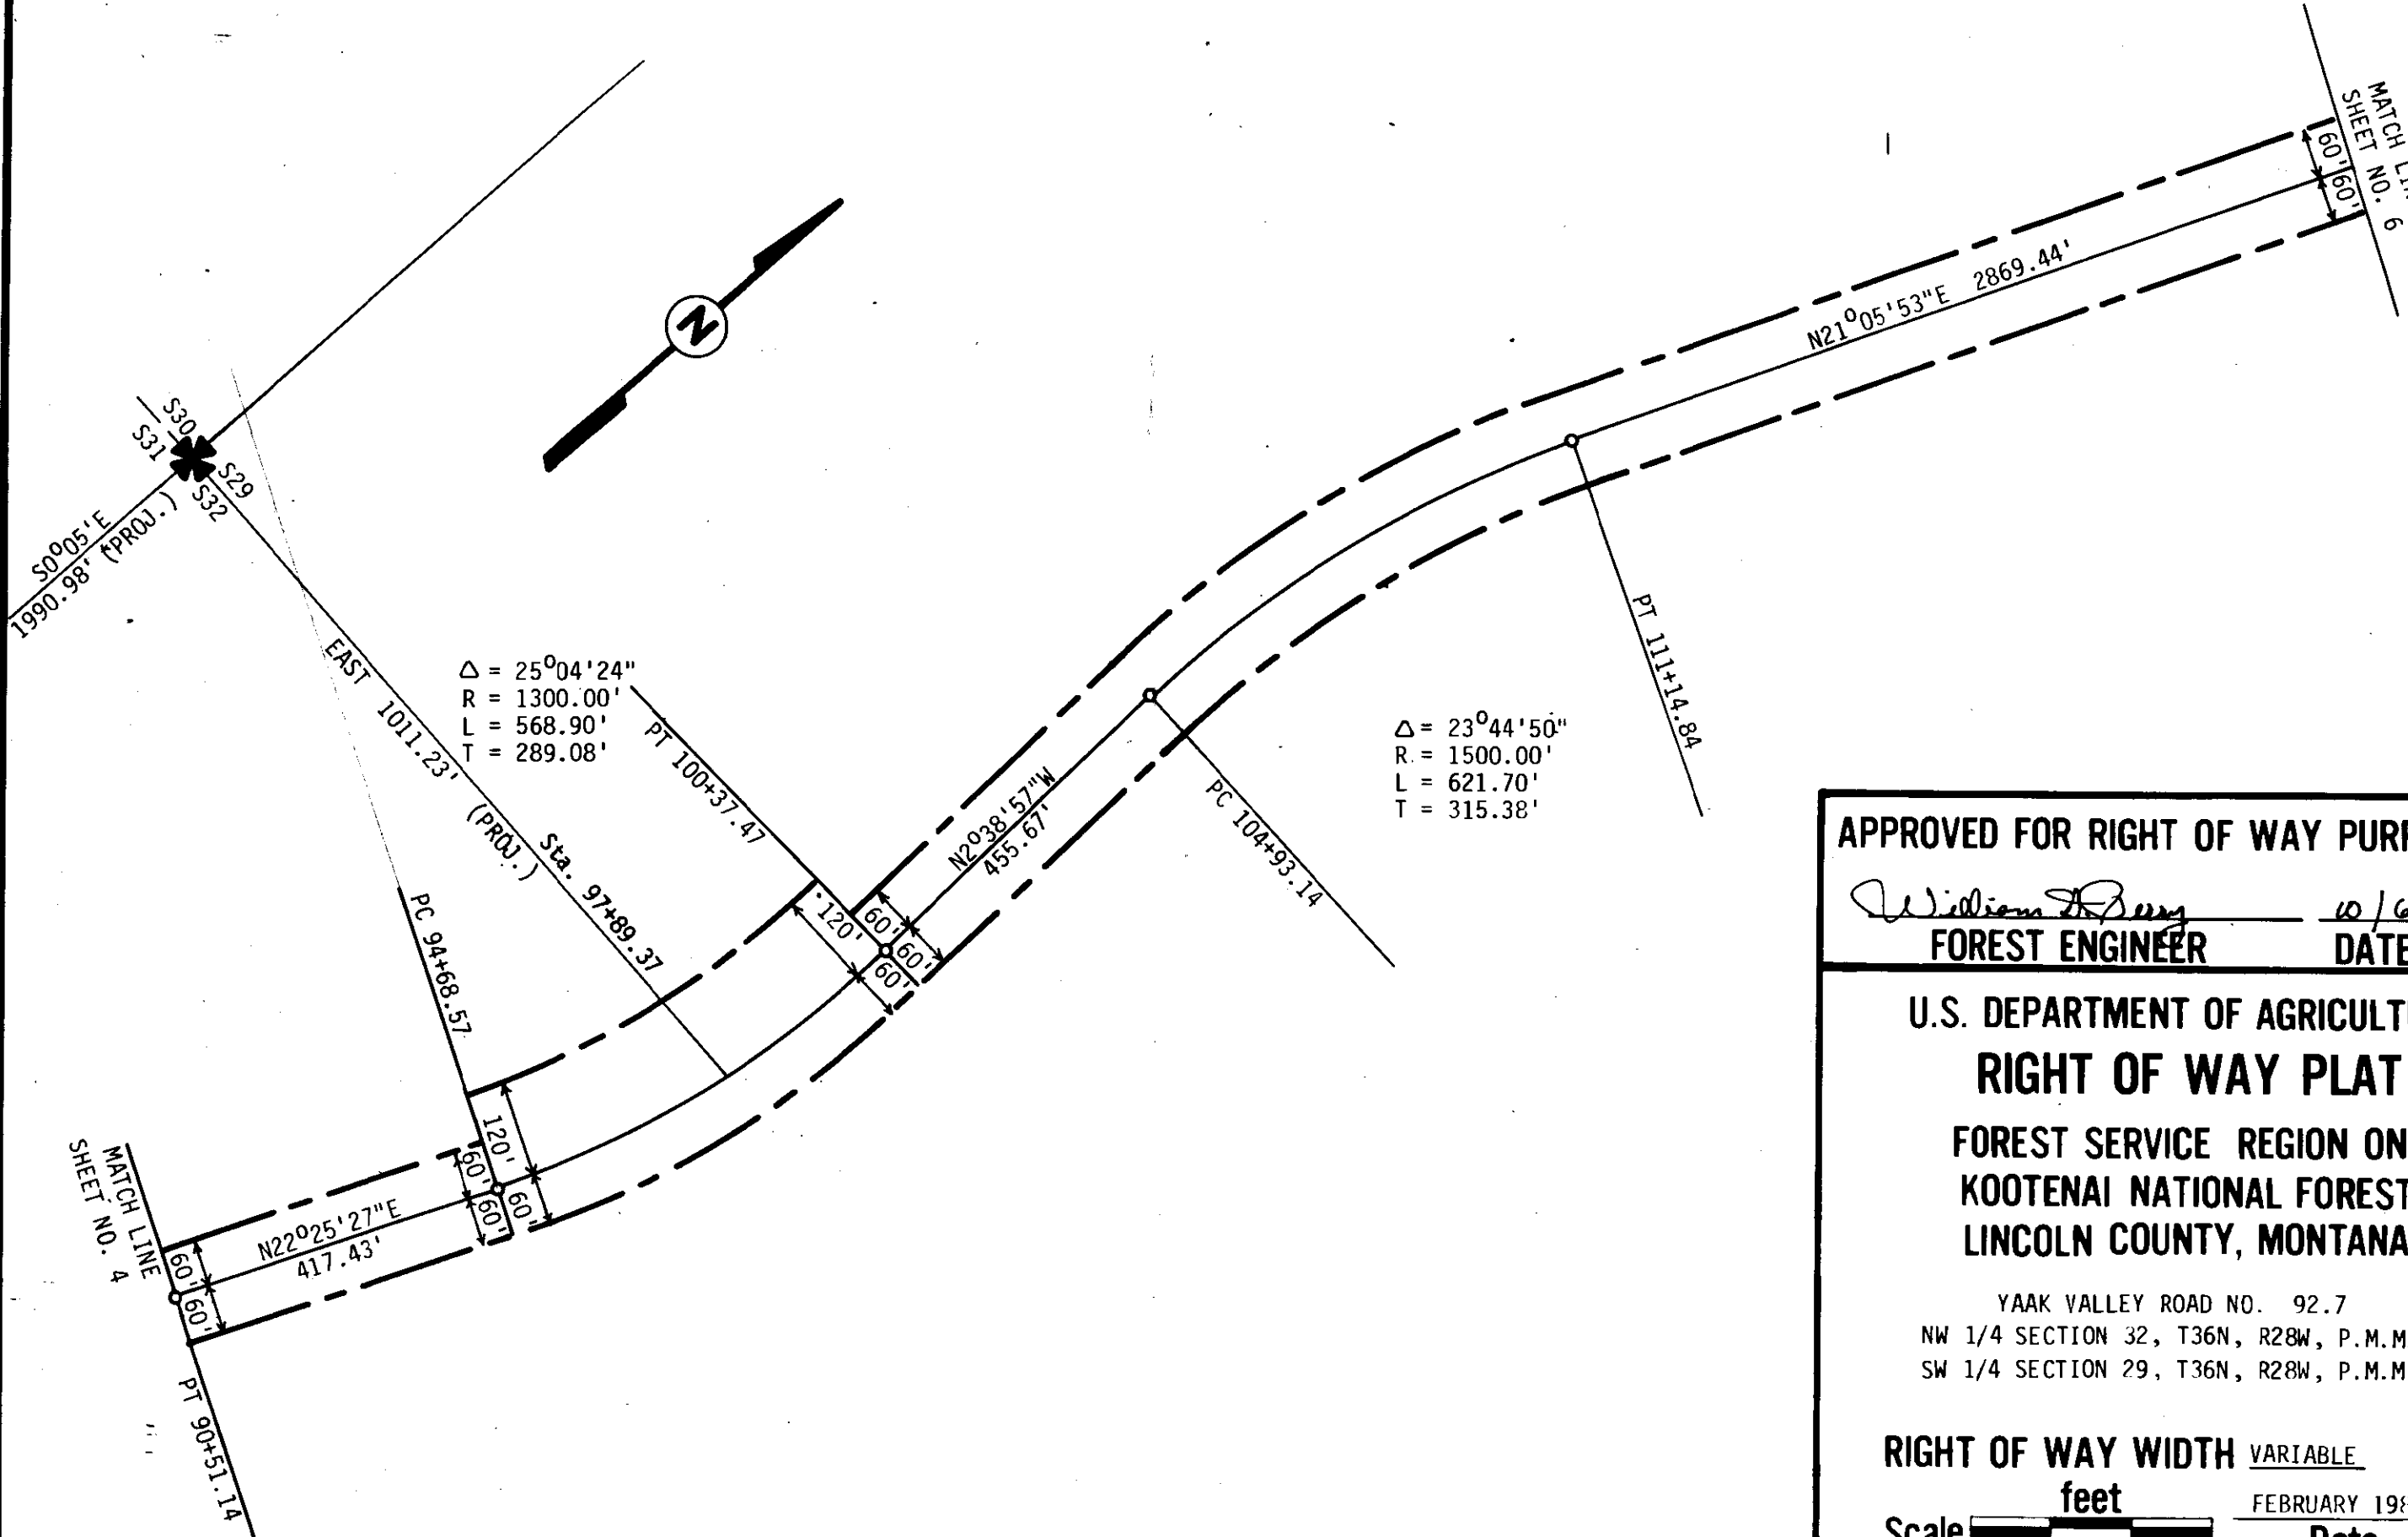 MATCH
SHEET NO. 6
60'
60'
N21°05'53"E 2869.44'
N
S30
S31
S29
S32
S0°05'E
1990.98' (PROJ.)
EAST 1011.23' (PROJ.)
Sta. 97+89.37
Δ = 25°04'24"
R = 1300.00'
L = 568.90'
T = 289.08'
PT 100+37.47
PC 94+68.57
N2°38'57"W
455.67'
PC 104+93.14
PT 111+14.84
Δ = 23°44'50"
R = 1500.00'
L = 621.70'
T = 315.38'
120'
60'
60'
60'
120'
60'
60'
60'
MATCH LINE
SHEET NO. 4
N22°25'27"E
417.43'
60'
60'
PT 90+51.14
APPROVED FOR RIGHT OF WAY
William Berry 10/6
FOREST ENGINEER DATE
U.S. DEPARTMENT OF
RIGHT OF WAY PLAT
FOREST SERVICE REGION
KOOTENAI NATIONAL FOREST
LINCOLN COUNTY, MONTANA
YAAK VALLEY ROAD NO. 92.7
NW 1/4 SECTION 32, T36N, R28W, P.M.M
SW 1/4 SECTION 29, T36N, R28W, P.M.M
RIGHT OF WAY WIDTH VARIABLE
feet
FEBRUARY
Scale